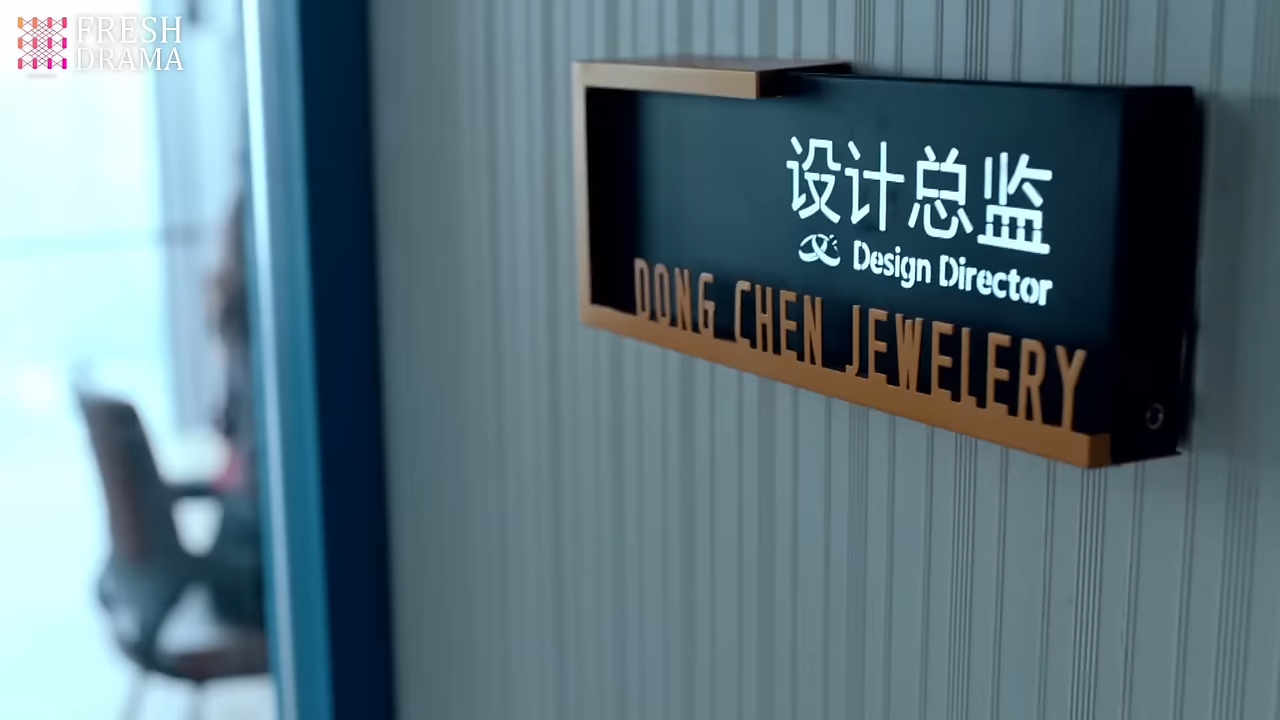 FRESH
DRAMA
设计总监
Design Director
DONG CHEN JEWELERY